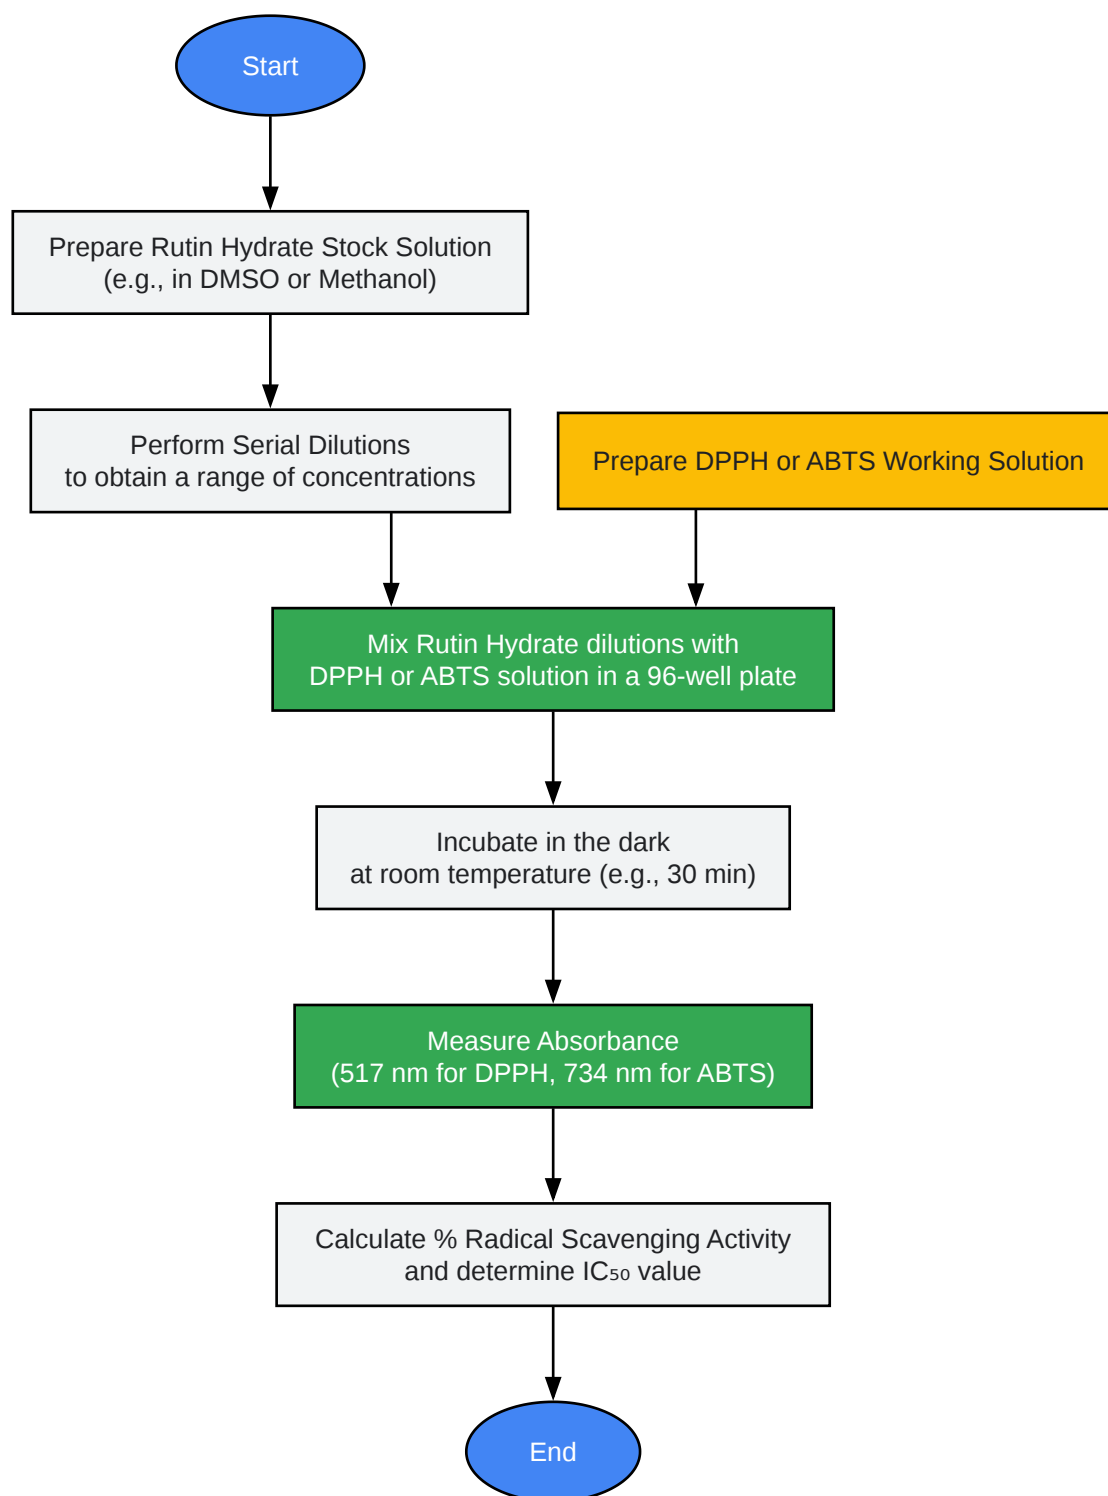 Start
Prepare Rutin Hydrate Stock Solution
(e.g., in DMSO or Methanol)
Perform Serial Dilutions
to obtain a range of concentrations
Prepare DPPH or ABTS Working Solution
Mix Rutin Hydrate dilutions with
DPPH or ABTS solution in a 96-well plate
Incubate in the dark
at room temperature (e.g., 30 min)
Measure Absorbance
(517 nm for DPPH, 734 nm for ABTS)
Calculate % Radical Scavenging Activity
and determine IC₅₀ value
End